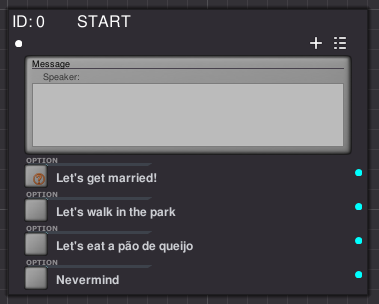 ID: 0 START
Message
Speaker:
OPTION
Let's get married!
OPTION
Let's walk in the park
OPTION
Let's eat a pão de queijo
OPTION
Nevermind